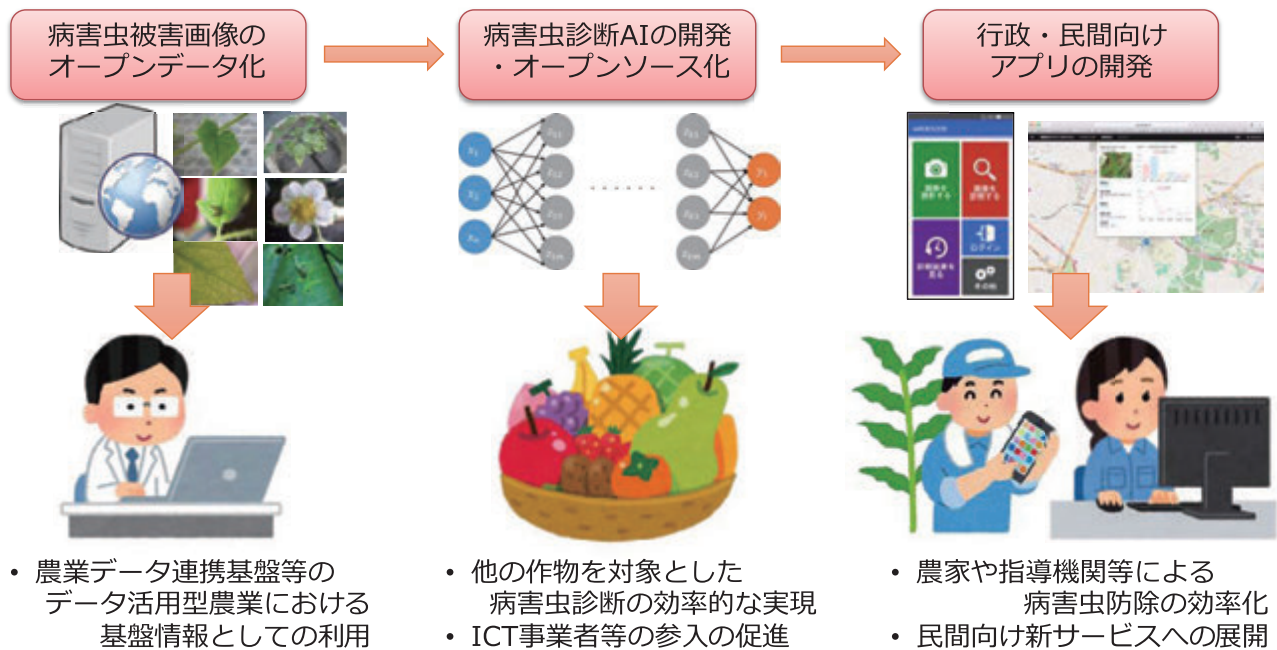 病害虫被害画像の
オープンデータ化
病害虫診断AIの開発
・オープンソース化
行政・民間向け
アプリの開発
ログイン
その他
• 農業データ連携基盤等の
データ活用型農業における
基盤情報としての利用
• 他の作物を対象とした
病害虫診断の効率的な実現
• ICT事業者等の参入の促進
• 農家や指導機関等による
病害虫防除の効率化
• 民間向け新サービスへの展開